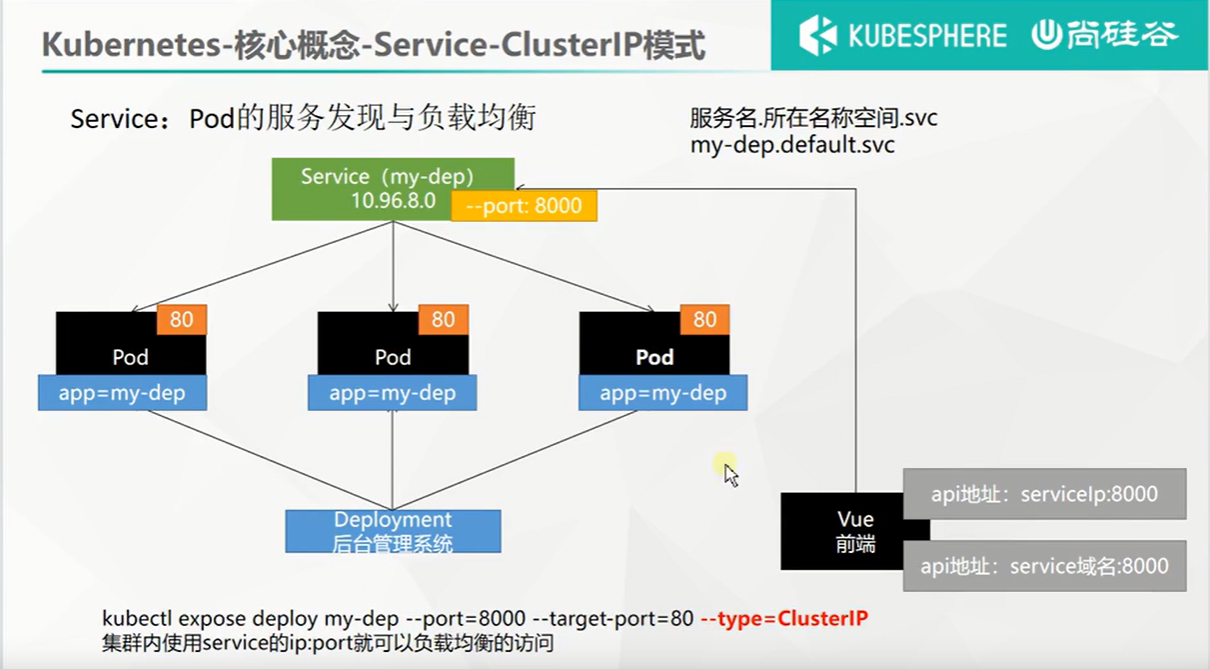 Kubernetes-核心概念-Service-ClusterIP模式
KUBESPHERE
尚硅谷
Service：Pod的服务发现与负载均衡
服务名.所在名称空间.svc
my-dep.default.svc
Service（my-dep）
10.96.8.0
--port: 8000
80
80
80
Pod
Pod
Pod
app=my-dep
app=my-dep
app=my-dep
api地址：serviceIp:8000
Vue
前端
Deployment
后台管理系统
api地址：service域名:8000
kubectl expose deploy my-dep --port=8000 --target-port=80 --type=ClusterIP
集群内使用service的ip:port就可以负载均衡的访问